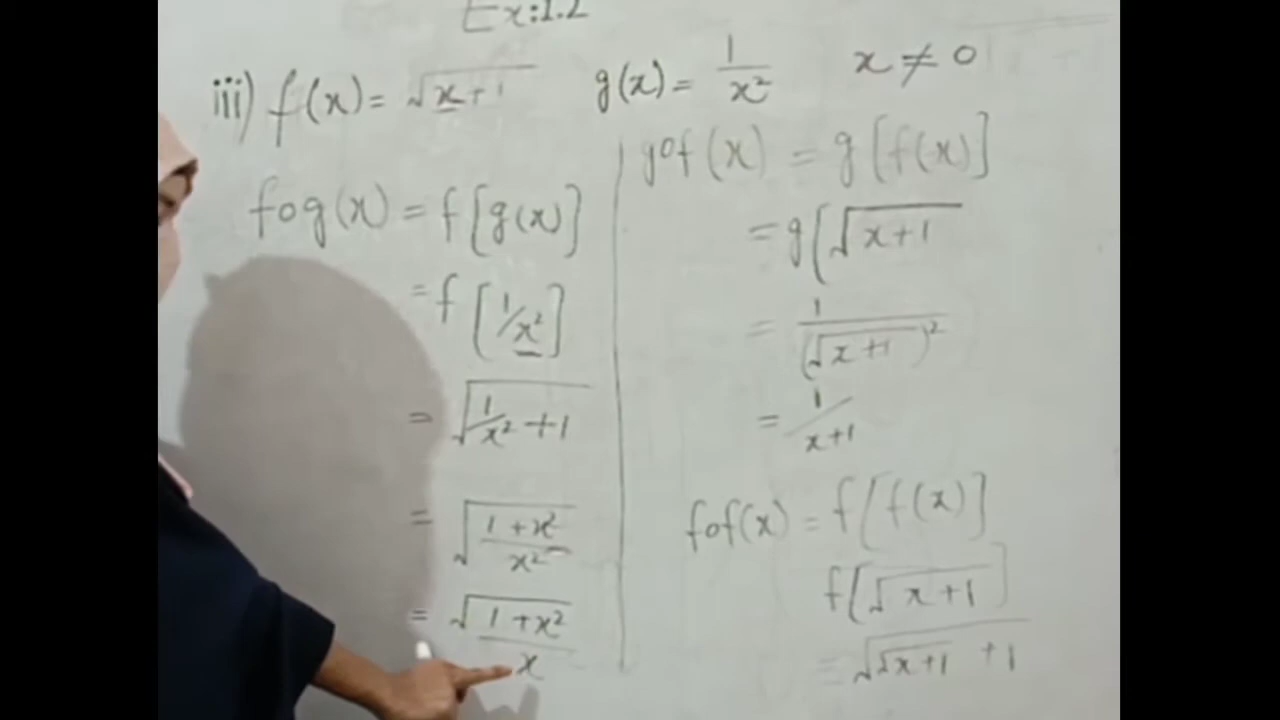 Ex:1.2
iii) f(x) = √x+1   g(x) = 1/x²   x ≠ 0
fog(x) = f[g(x)]
= f[1/x²]
= √(1/x² + 1)
= √((1+x²)/x²)
= √(1+x²)/x
gof(x) = g[f(x)]
= g[√x+1
= 1/(√x+1)²
= 1/x+1
fof(x) = f[f(x)]
f[√x+1]
= √(√x+1 + 1)